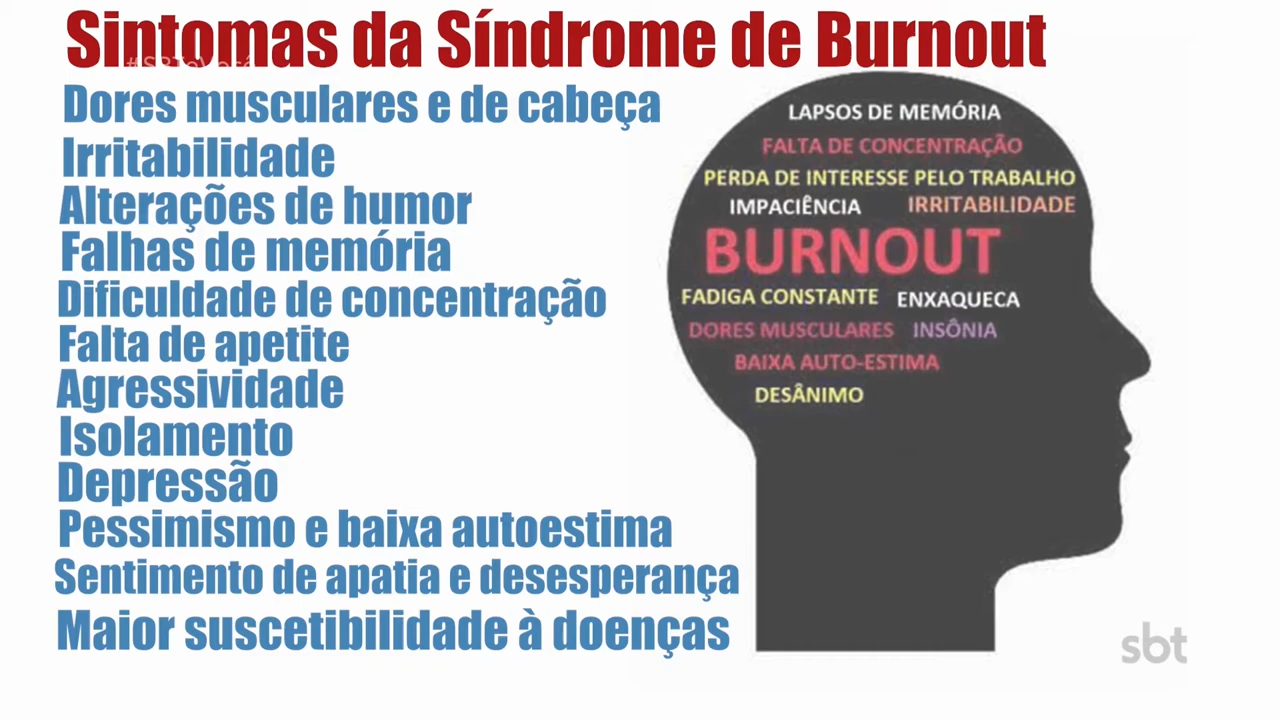 Sintomas da Síndrome de Burnout
#SBTeVocê
Dores musculares e de cabeça
Irritabilidade
Alterações de humor
Falhas de memória
Dificuldade de concentração
Falta de apetite
Agressividade
Isolamento
Depressão
Pessimismo e baixa autoestima
Sentimento de apatia e desesperança
Maior suscetibilidade à doenças
LAPSOS DE MEMÓRIA
FALTA DE CONCENTRAÇÃO
PERDA DE INTERESSE PELO TRABALHO
IMPACIÊNCIA IRRITABILIDADE
BURNOUT
FADIGA CONSTANTE ENXAQUECA
DORES MUSCULARES INSÔNIA
BAIXA AUTO-ESTIMA
DESÂNIMO
sbt